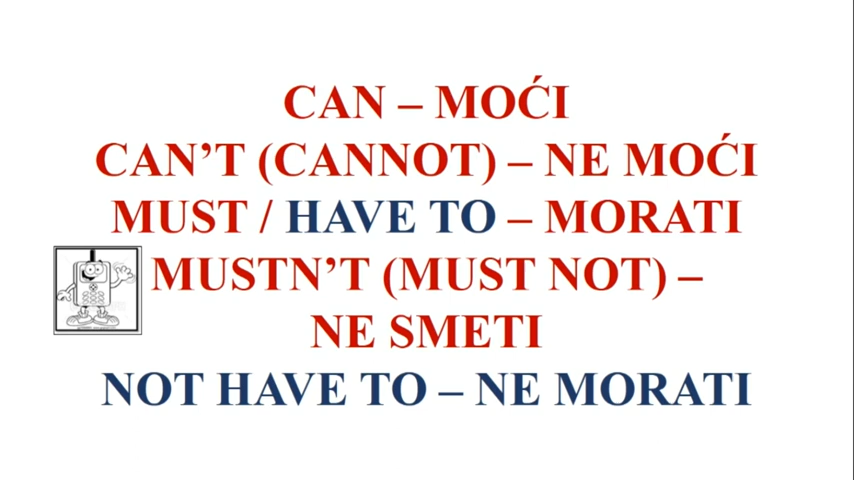 CAN – MOĆI
CAN’T (CANNOT) – NE MOĆI
MUST / HAVE TO – MORATI
MUSTN’T (MUST NOT) –
NE SMETI
NOT HAVE TO – NE MORATI